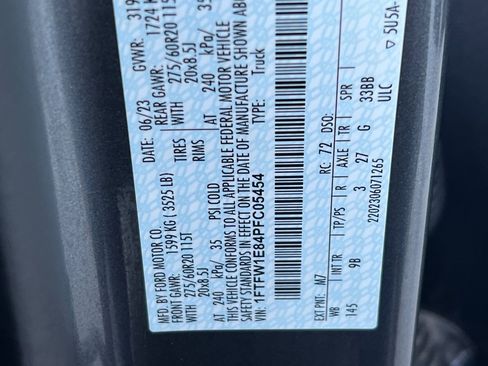 MFD. BY FORD MOTOR CO.
DATE: 06/23 GVWR: 319
FRONT GAWR: 1599 KG ( 3525 LB) REAR GAWR: 1724 K
WITH 275/60R20 115T TIRES WITH 275/60R20 115
20x8.5J RIMS 20x8.5J
AT 240 kPa/ 35 PSI COLD AT 240 kPa/ 35
THIS VEHICLE CONFORMS TO ALL APPLICABLE FEDERAL MOTOR VEHICLE
SAFETY STANDARDS IN EFFECT ON THE DATE OF MANUFACTURE SHOWN ABOVE.
VIN: 1FTFW1E84PFC05454 TYPE: Truck
EXT PNT: M7 RC: 72 DSO:
WB INT TR TP/PS R AXLE TR SPR
145 9B 3 27 G 33BB
2202306071265 ULC
5U5A-